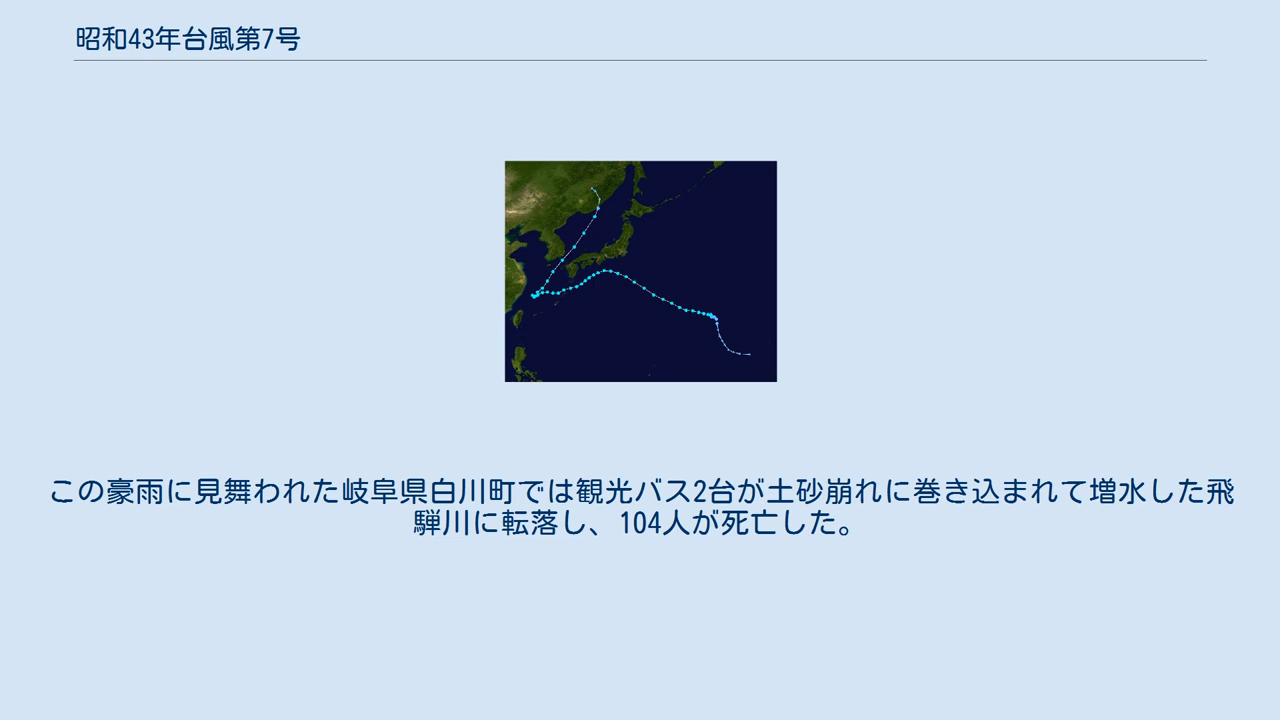 昭和43年台風第7号
この豪雨に見舞われた岐阜県白川町では観光バス2台が土砂崩れに巻き込まれて増水した飛
騨川に転落し、104人が死亡した。